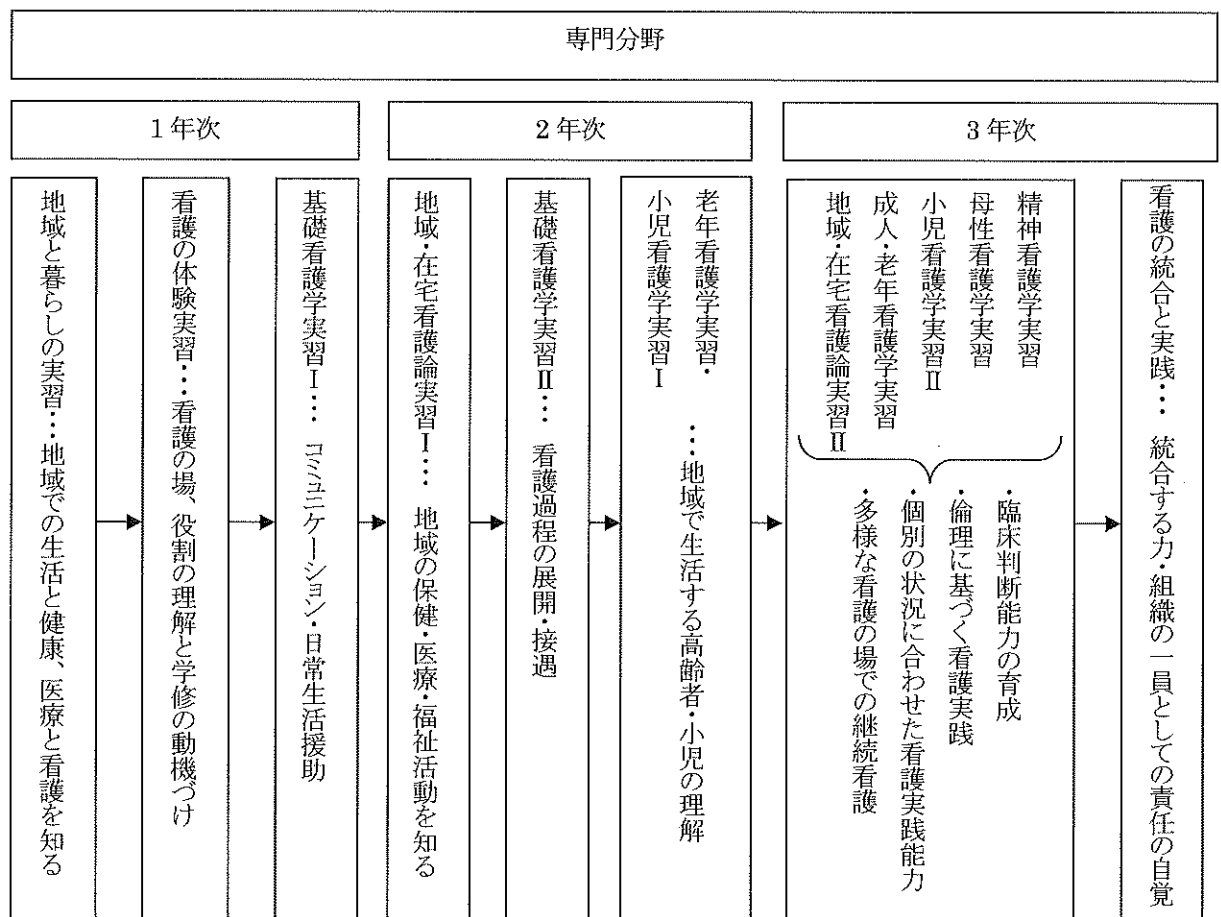 専門分野
1年次
2年次
3年次
地域と暮らしの実習…地域での生活と健康、医療と看護を知る
看護の体験実習…看護の場、役割の理解と学修の動機づけ
基礎看護学実習Ⅰ… コミュニケーション・日常生活援助
地域・在宅看護論実習Ⅰ… 地域の保健・医療・福祉活動を知る
基礎看護学実習Ⅱ… 看護過程の展開・接遇
老年看護学実習・
小児看護学実習Ⅰ
…地域で生活する高齢者・小児の理解
精神看護学実習
母性看護学実習
小児看護学実習Ⅱ
成人・老年看護学実習
地域・在宅看護論実習Ⅱ
・臨床判断能力の育成
・倫理に基づく看護実践
・個別の状況に合わせた看護実践能力
・多様な看護の場での継続看護
看護の統合と実践… 統合する力・組織の一員としての責任の自覚